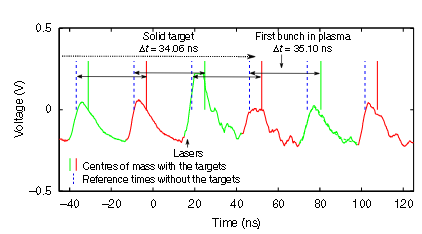 0.5
Solid target
Δt = 34.06 ns
First bunch in plasma
Δt = 35.10 ns
Voltage (V)
0
Lasers
Centres of mass with the targets
Reference times without the targets
−0.5
−40 −20 0 20 40 60 80 100 120
Time (ns)